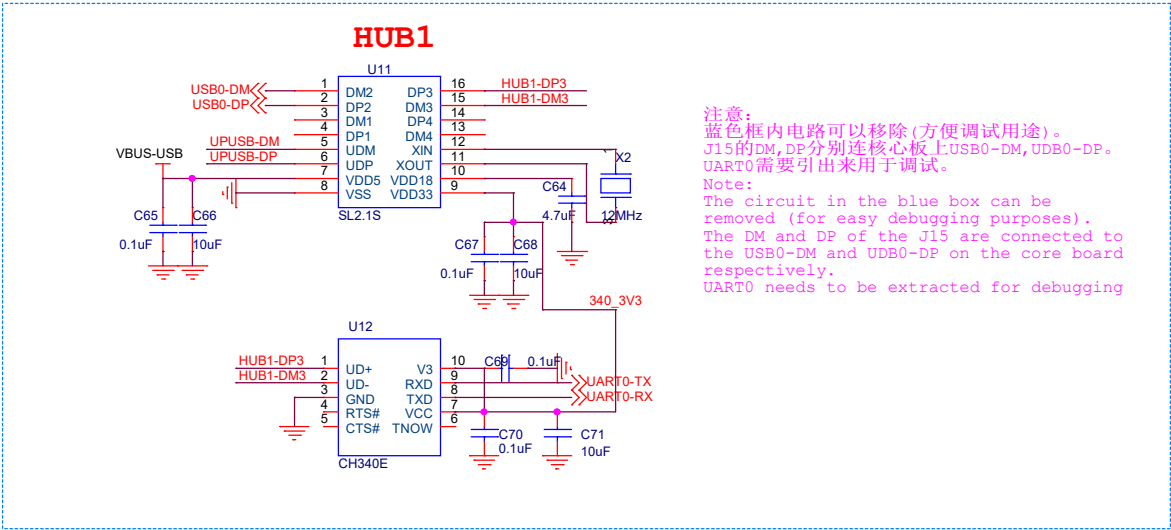 HUB1
U11
USB0-DM
USB0-DP
UPUSB-DM
UPUSB-DP
VBUS-USB
1 DM2 DP3 16 HUB1-DP3
2 DP2 DM3 15 HUB1-DM3
3 DM1 DP4 14
4 DP1 DM4 13
5 UDM XIN 12
6 UDP XOUT 11
7 VDD5 VDD18 10
8 VSS VDD33 9
SL2.1S
X2
12MHz
C64
4.7uF
C65
0.1uF
C66
10uF
C67
0.1uF
C68
10uF
340_3V3
U12
HUB1-DP3 1 UD+ V3 10 C69 0.1uF
HUB1-DM3 2 UD- RXD 9 UART0-TX
3 GND TXD 8 UART0-RX
4 RTS# VCC 7
5 CTS# TNOW 6
CH340E
C70
0.1uF
C71
10uF
注意:
蓝色框内电路可以移除(方便调试用途)。
J15的DM,DP分别连核心板上USB0-DM,UDB0-DP。
UART0需要引出来用于调试。
Note:
The circuit in the blue box can be
removed (for easy debugging purposes).
The DM and DP of the J15 are connected to
the USB0-DM and UDB0-DP on the core board
respectively.
UART0 needs to be extracted for debugging